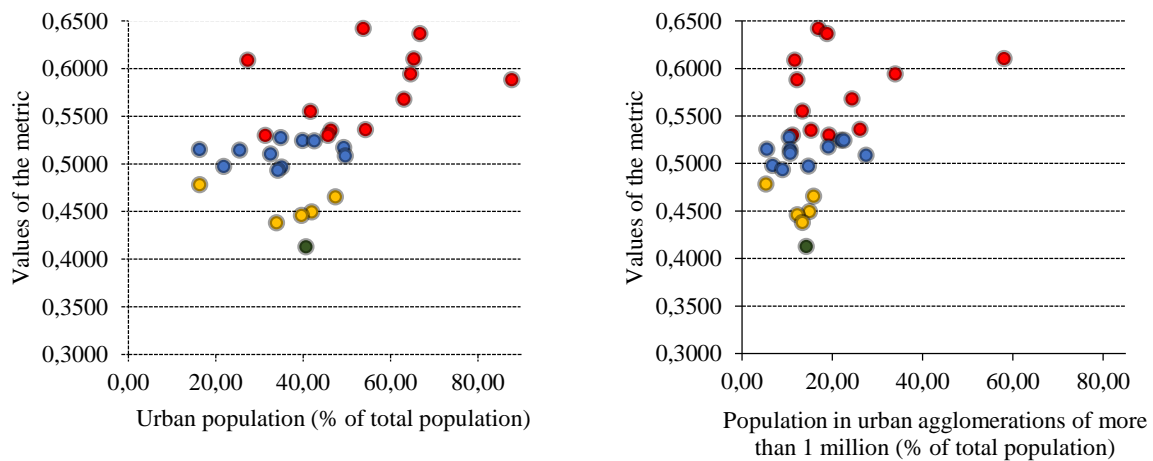 Values of the metric
0,6500
0,6000
0,5500
0,5000
0,4500
0,4000
0,3500
0,3000
0,00 20,00 40,00 60,00 80,00
Urban population (% of total population)
Values of the metric
0,6500
0,6000
0,5500
0,5000
0,4500
0,4000
0,3500
0,3000
0,00 20,00 40,00 60,00 80,00
Population in urban agglomerations of more
than 1 million (% of total population)